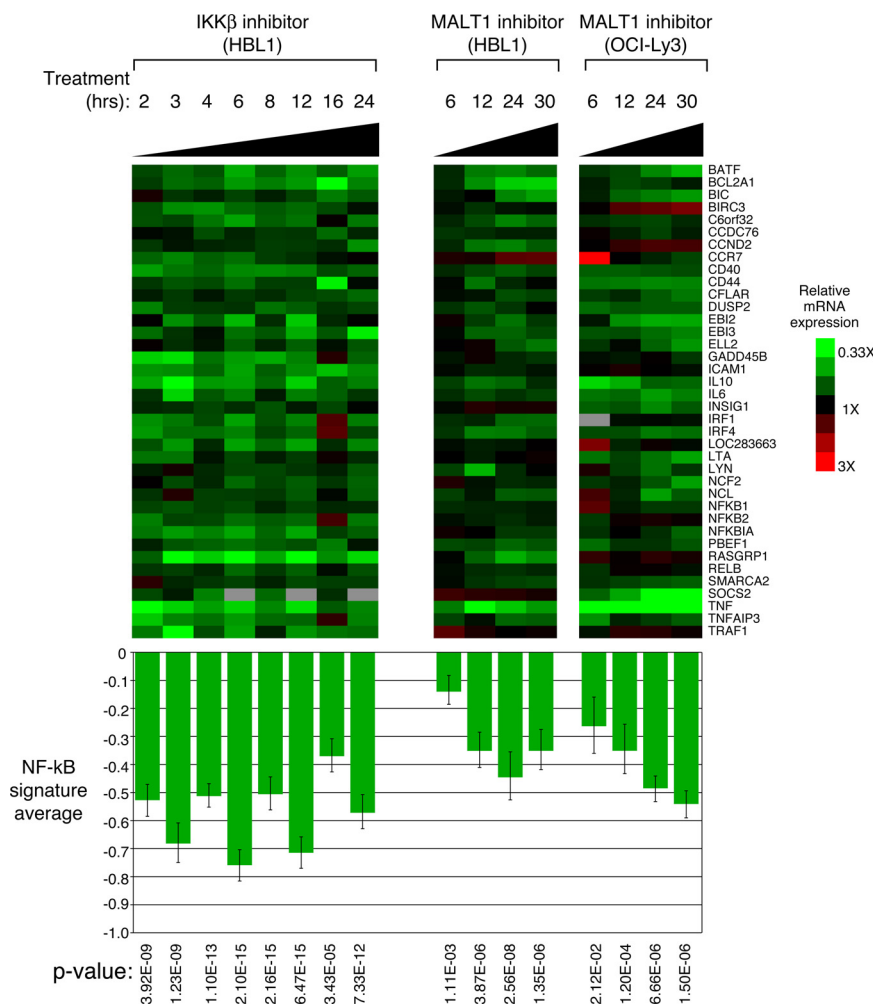 IKKβ inhibitor
(HBL1)
MALT1 inhibitor
(HBL1)
MALT1 inhibitor
(OCI-Ly3)
Treatment
(hrs): 2 3 4 6 8 12 16 24 6 12 24 30 6 12 24 30
BATF
BCL2A1
BIC
BIRC3
C6orf32
CCDC76
CCND2
CCR7
CD40
CD44
CFLAR
DUSP2
EBI2
EBI3
ELL2
GADD45B
ICAM1
IL10
IL6
INSIG1
IRF1
IRF4
LOC283663
LTA
LYN
NCF2
NCL
NFKB1
NFKB2
NFKBIA
PBEF1
RASGRP1
RELB
SMARCA2
SOCS2
TNF
TNFAIP3
TRAF1
Relative
mRNA
expression
0.33X
1X
3X
0
-0.1
-0.2
-0.3
-0.4
-0.5
-0.6
-0.7
-0.8
-0.9
-1.0
NF-kB
signature
average
p-value: 3.92E-09 1.23E-09 1.10E-13 2.10E-15 2.16E-15 6.47E-15 3.43E-05 7.33E-12 1.11E-03 3.87E-06 2.56E-08 1.35E-06 2.12E-02 1.20E-04 6.66E-06 1.50E-06